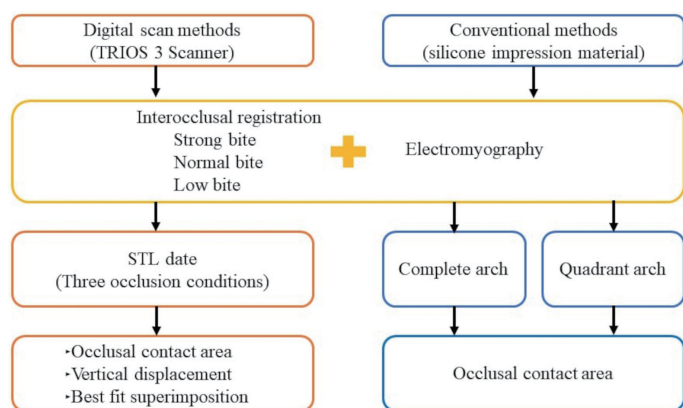 Digital scan methods
(TRIOS 3 Scanner)
Conventional methods
(silicone impression material)
Interocclusal registration
Strong bite
Normal bite
Low bite
Electromyography
STL date
(Three occlusion conditions)
Complete arch
Quadrant arch
‣Occlusal contact area
‣Vertical displacement
‣Best fit superimposition
Occlusal contact area